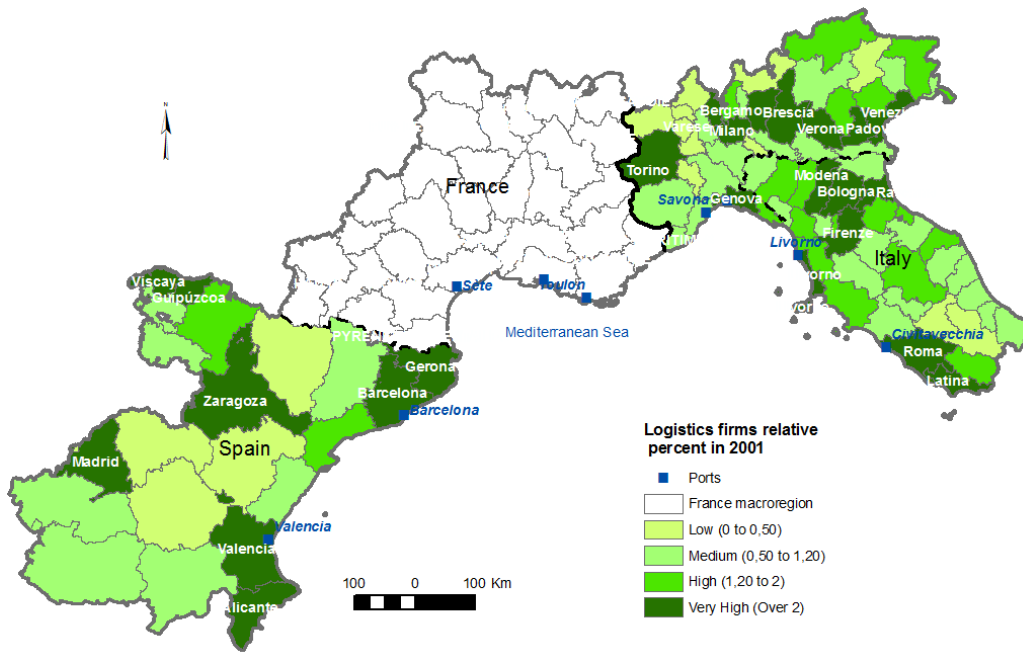 N
Bergamo
Brescia
Venezi
Varese
Milano
Verona
Padov
Torino
France
Modena
Bologna
Ra
Savona
Genova
Firenze
Livorno
Italy
orno
Viscaya
Guipúzcoa
Sète
Toulon
Mediterranean Sea
Civitavecchia
Roma
Latina
Gerona
Barcelona
Barcelona
Zaragoza
Spain
Madrid
Valencia
Valencia
Alicante
100 0 100 Km
Logistics firms relative
percent in 2001
Ports
France macroregion
Low (0 to 0,50)
Medium (0,50 to 1,20)
High (1,20 to 2)
Very High (Over 2)